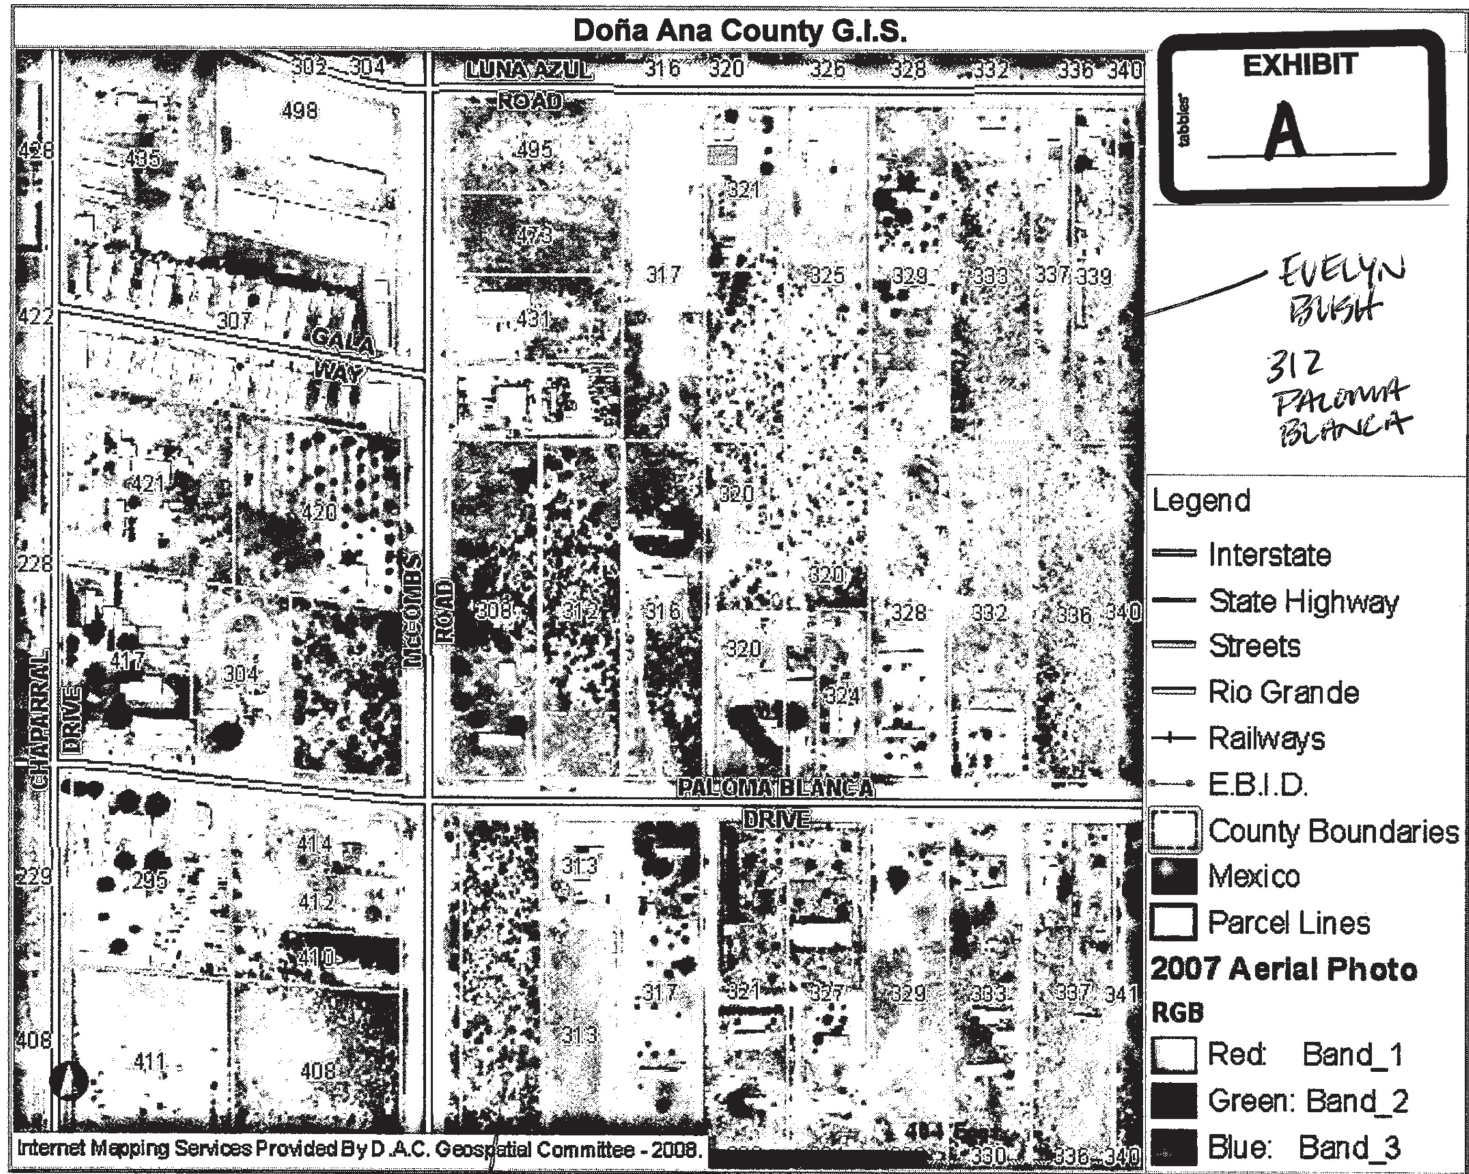 Doña Ana County G.I.S.
EXHIBIT
A
tabbies®
EVELYN
BUSH
312
PALOMA
BLANCA
302 304
LUNA AZUL
ROAD
316 320 326 328 332 336 340
498
428
435
495
321
473
317 325 329 333 337 339
422
307
GALA
WAY
431
421
420
320
228
McCOMBS
ROAD
308 312 316 320 328 332 336 340
417
304
320
324
CHAPARRAL
DRIVE
PALOMA BLANCA
DRIVE
414
313
229
295
412
410
317 321 327 329 333 337 341
313
408
411
408
330 336 340
Internet Mapping Services Provided By D.A.C. Geospatial Committee - 2008.
Legend
Interstate
State Highway
Streets
Rio Grande
Railways
E.B.I.D.
County Boundaries
Mexico
Parcel Lines
2007 Aerial Photo
RGB
Red: Band_1
Green: Band_2
Blue: Band_3